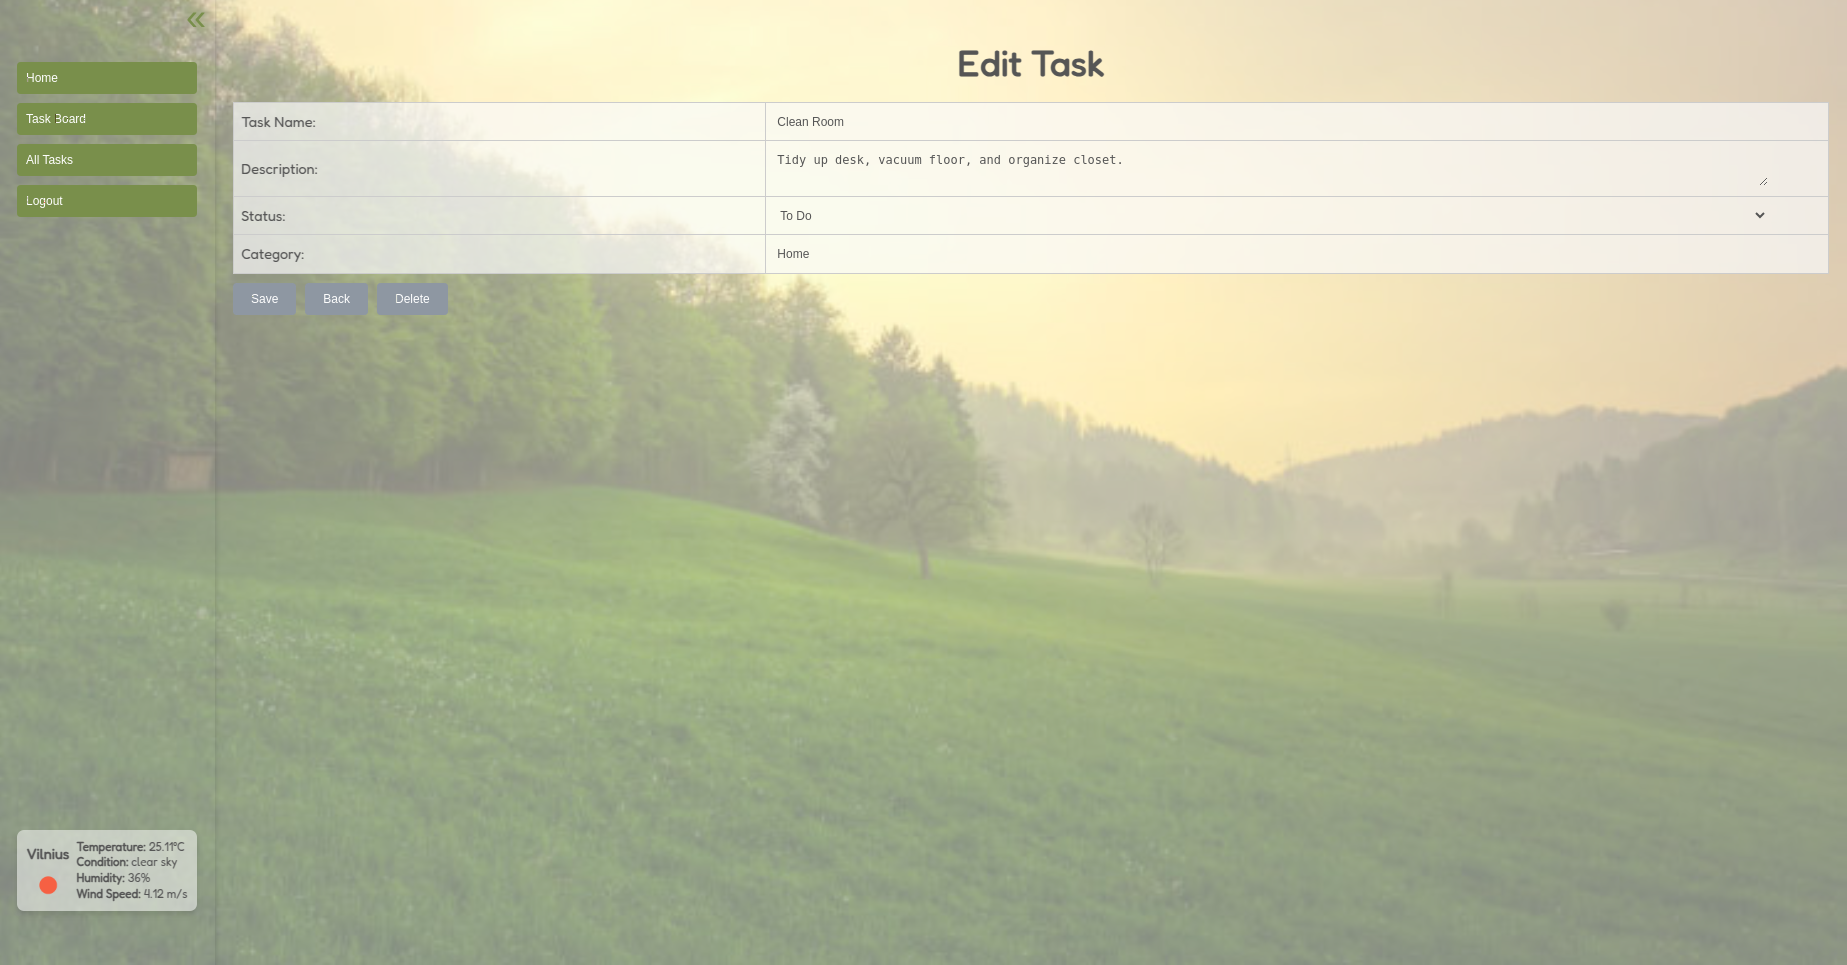 «
Home
Task Board
All Tasks
Logout
Edit Task
Task Name: Clean Room
Description: Tidy up desk, vacuum floor, and organize closet.
Status: To Do
Category: Home
Save Back Delete
Vilnius
Temperature: 25.11°C
Condition: clear sky
Humidity: 36%
Wind Speed: 4.12 m/s